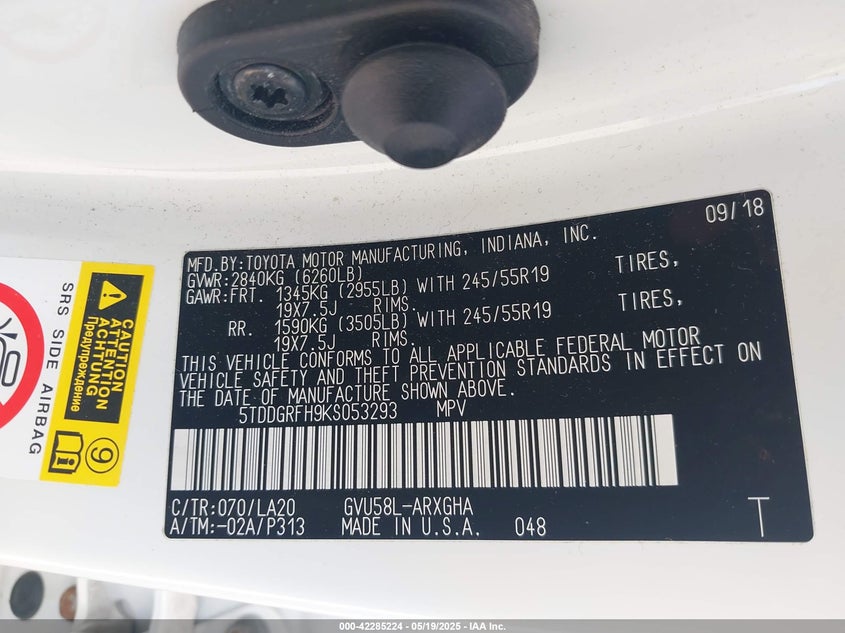 09/18
MFD.BY:TOYOTA MOTOR MANUFACTURING, INDIANA, INC.
GVWR:2840KG (6260LB)
GAWR:FRT. 1345KG (2955LB) WITH 245/55R19 TIRES,
19X7.5J RIMS.
RR. 1590KG (3505LB) WITH 245/55R19 TIRES,
19X7.5J RIMS.
THIS VEHICLE CONFORMS TO ALL APPLICABLE FEDERAL MOTOR
VEHICLE SAFETY AND THEFT PREVENTION STANDARDS IN EFFECT ON
THE DATE OF MANUFACTURE SHOWN ABOVE.
5TDDGRFH9KS053293 MPV
C/TR:070/LA20 GVU58L-ARXGHA
A/TM:-02A/P313 MADE IN U.S.A. 048 T
SRS SIDE AIRBAG
CAUTION
ATTENTION
ACHTUNG
Предупреждение
9
000-42285224 - 05/19/2025 - IAA Inc.